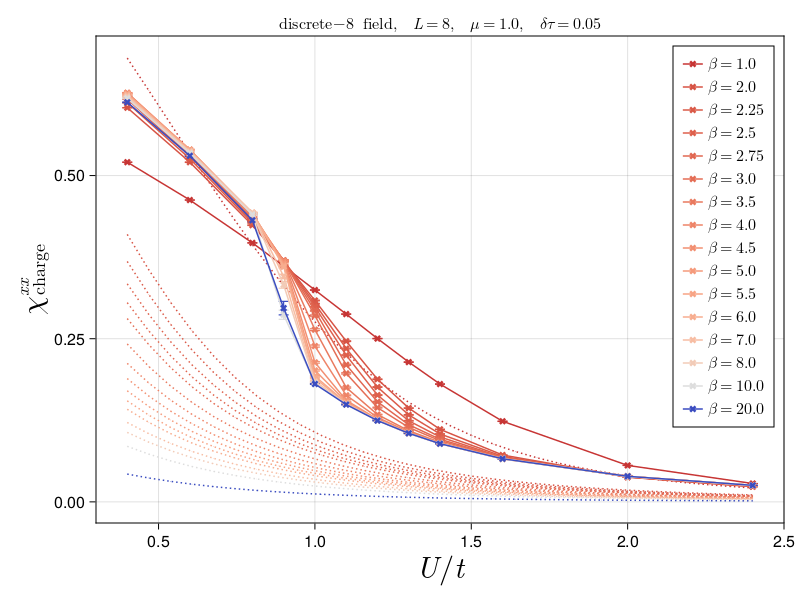 discrete−8 field, L = 8, μ = 1.0, δτ = 0.05
χ^{xx}_{charge}
0.50
0.25
0.00
0.5
1.0
1.5
2.0
2.5
U/t
β = 1.0
β = 2.0
β = 2.25
β = 2.5
β = 2.75
β = 3.0
β = 3.5
β = 4.0
β = 4.5
β = 5.0
β = 5.5
β = 6.0
β = 7.0
β = 8.0
β = 10.0
β = 20.0